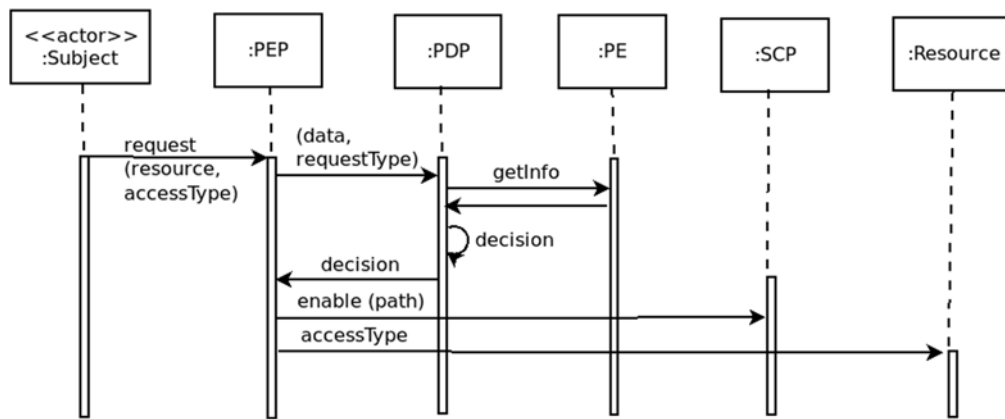 <<actor>>
:Subject
:PEP
:PDP
:PE
:SCP
:Resource
request
(resource,
accessType)
(data,
requestType)
getInfo
decision
decision
enable (path)
accessType